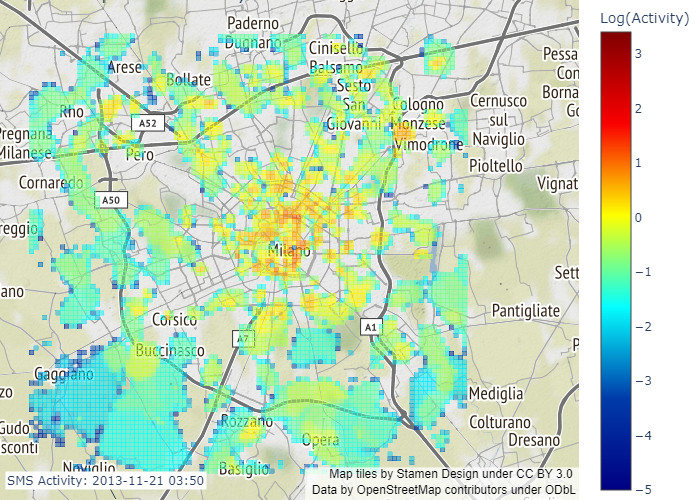 Log(Activity)
Paderno
Dugnano
Cinisello
Balsamo
Arese
Bollate
Sesto
San
Giovanni
Cologno
Monzese
Cernusco
sul
Naviglio
Pessa
Con
Borna
Go
Rho
A52
Pregnana
Milanese
Pero
Vimodrone
Pioltello
Cornaredo
Vignat
A50
reggio
Milano
Sett
ano
Pantigliate
Corsico
A7
A1
Buccinasco
P
Gaggiano
zo
Mediglia
Gudo
sconti
Rozzano
Opera
Colturano
Dresano
Noviglio
Basiglio
SMS Activity: 2013-11-21 03:50
Map tiles by Stamen Design under CC BY 3.0
Data by OpenStreetMap contributors under ODbL
3
2
1
0
−1
−2
−3
−4
−5